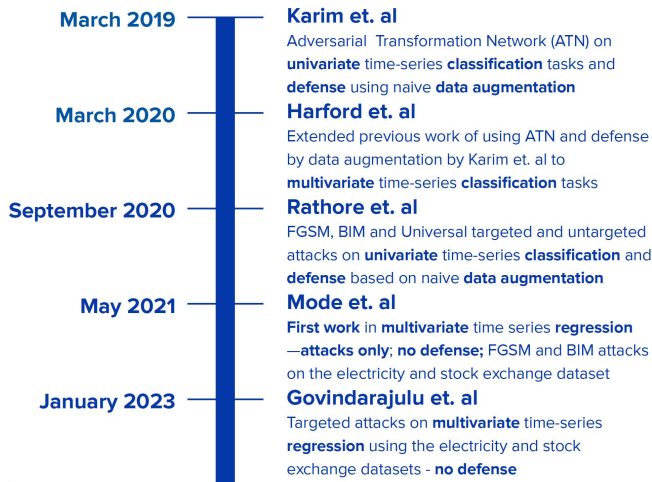 March 2019
Karim et. al
Adversarial Transformation Network (ATN) on
univariate time-series classification tasks and
defense using naive data augmentation
March 2020
Harford et. al
Extended previous work of using ATN and defense
by data augmentation by Karim et. al to
multivariate time-series classification tasks
September 2020
Rathore et. al
FGSM, BIM and Universal targeted and untargeted
attacks on univariate time-series classification and
defense based on naive data augmentation
May 2021
Mode et. al
First work in multivariate time series regression
—attacks only; no defense; FGSM and BIM attacks
on the electricity and stock exchange dataset
January 2023
Govindarajulu et. al
Targeted attacks on multivariate time-series
regression using the electricity and stock
exchange datasets - no defense